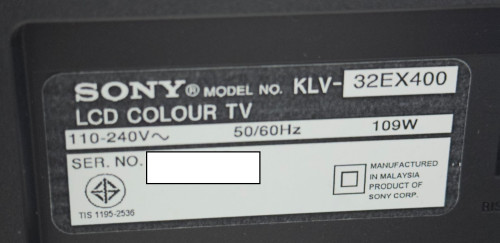 SONY® MODEL NO. KLV-32EX400
LCD COLOUR TV
110-240V～ 50/60Hz 109W
SER. NO.
MANUFACTURED
IN MALAYSIA
PRODUCT OF
SONY CORP.
TIS 1195-2536